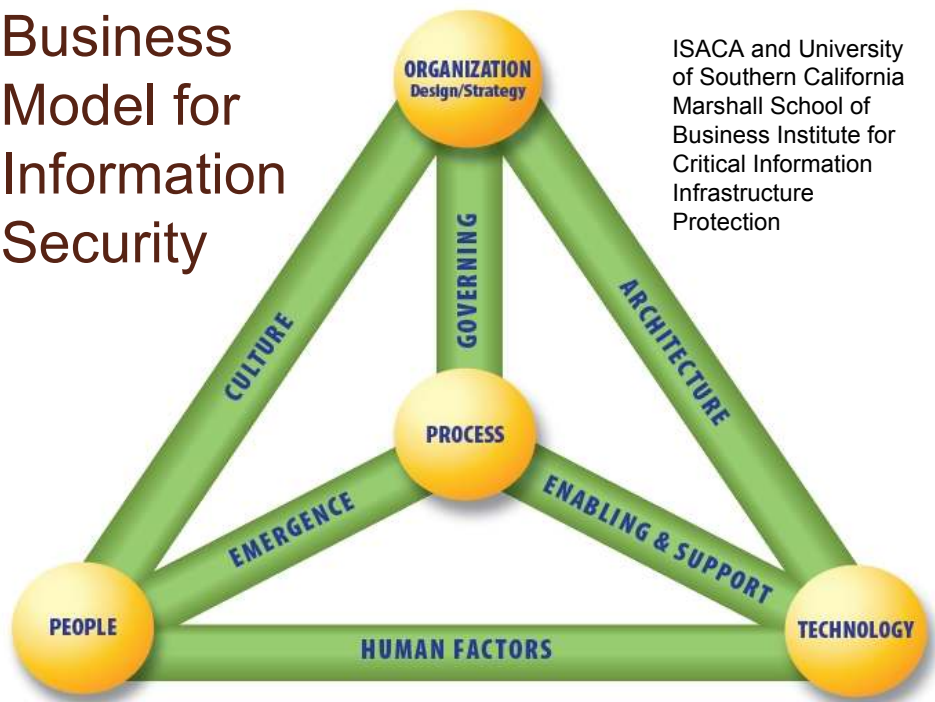 Business
Model for
Information
Security
ISACA and University
of Southern California
Marshall School of
Business Institute for
Critical Information
Infrastructure
Protection
ORGANIZATION
Design/Strategy
GOVERNING
CULTURE
ARCHITECTURE
PROCESS
EMERGENCE
ENABLING & SUPPORT
PEOPLE
TECHNOLOGY
HUMAN FACTORS